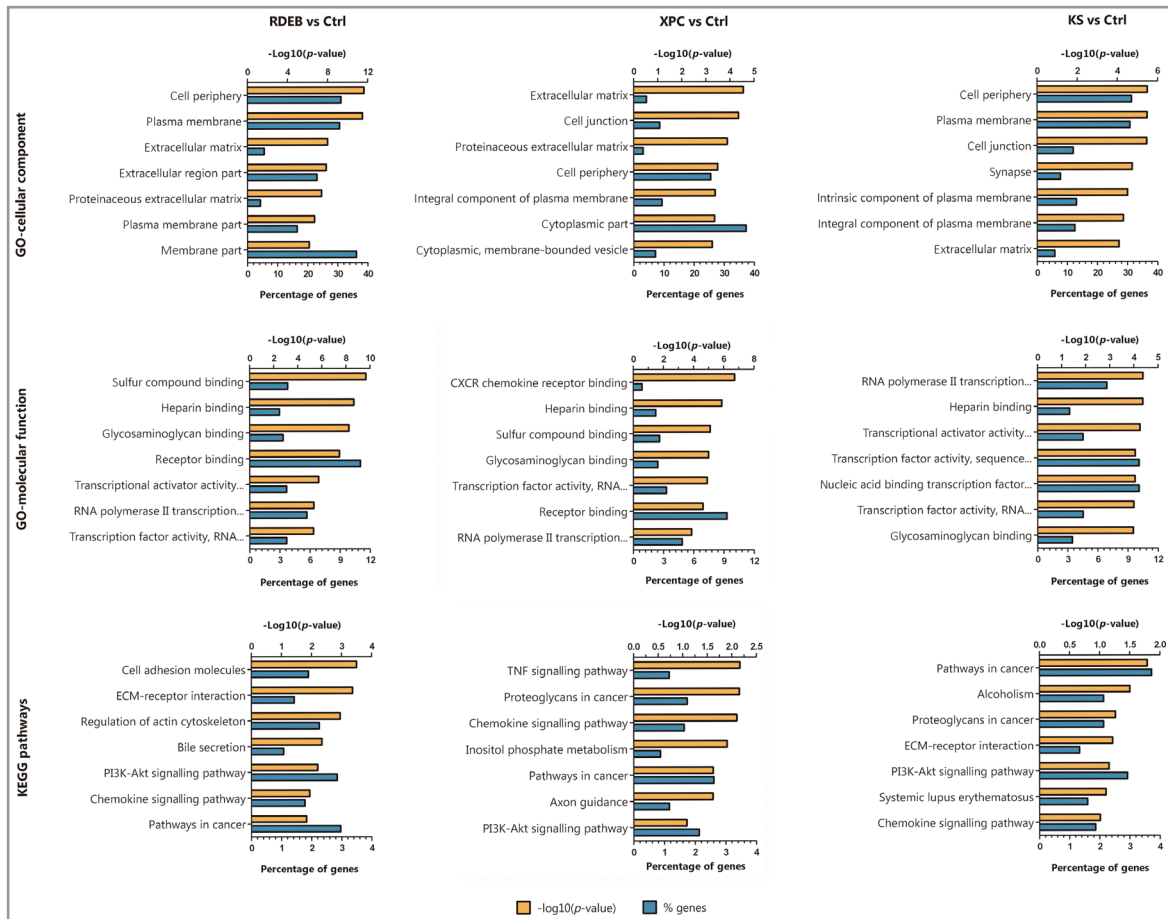 RDEB vs Ctrl
XPC vs Ctrl
KS vs Ctrl
GO-cellular component
-Log10(p-value)
0 4 8 12
Cell periphery
Plasma membrane
Extracellular matrix
Extracellular region part
Proteinaceous extracellular matrix
Plasma membrane part
Membrane part
0 10 20 30 40
Percentage of genes
-Log10(p-value)
0 1 2 3 4 5
Extracellular matrix
Cell junction
Proteinaceous extracellular matrix
Cell periphery
Integral component of plasma membrane
Cytoplasmic part
Cytoplasmic, membrane-bounded vesicle
0 10 20 30 40
Percentage of genes
-Log10(p-value)
0 2 4 6
Cell periphery
Plasma membrane
Cell junction
Synapse
Intrinsic component of plasma membrane
Integral component of plasma membrane
Extracellular matrix
0 10 20 30 40
Percentage of genes
GO-molecular function
-Log10(p-value)
0 2 4 6 8 10
Sulfur compound binding
Heparin binding
Glycosaminoglycan binding
Receptor binding
Transcriptional activator activity...
RNA polymerase II transcription...
Transcription factor activity, RNA...
0 3 6 9 12
Percentage of genes
-Log10(p-value)
0 2 4 6 8
CXCR chemokine receptor binding
Heparin binding
Sulfur compound binding
Glycosaminoglycan binding
Transcription factor activity, RNA...
Receptor binding
RNA polymerase II transcription...
0 3 6 9 12
Percentage of genes
-Log10(p-value)
0 1 2 3 4 5
RNA polymerase II transcription...
Heparin binding
Transcriptional activator activity...
Transcription factor activity, sequence...
Nucleic acid binding transcription factor...
Transcription factor activity, RNA...
Glycosaminoglycan binding
0 3 6 9 12
Percentage of genes
KEGG pathways
-Log10(p-value)
0 1 2 3 4
Cell adhesion molecules
ECM-receptor interaction
Regulation of actin cytoskeleton
Bile secretion
PI3K-Akt signalling pathway
Chemokine signalling pathway
Pathways in cancer
0 1 2 3 4
Percentage of genes
-Log10(p-value)
0.0 0.5 1.0 1.5 2.0 2.5
TNF signalling pathway
Proteoglycans in cancer
Chemokine signalling pathway
Inositol phosphate metabolism
Pathways in cancer
Axon guidance
PI3K-Akt signalling pathway
0 1 2 3 4
Percentage of genes
-Log10(p-value)
0.0 0.5 1.0 1.5 2.0
Pathways in cancer
Alcoholism
Proteoglycans in cancer
ECM-receptor interaction
PI3K-Akt signalling pathway
Systemic lupus erythematosus
Chemokine signalling pathway
0 1 2 3 4
Percentage of genes
-log10(p-value)
% genes